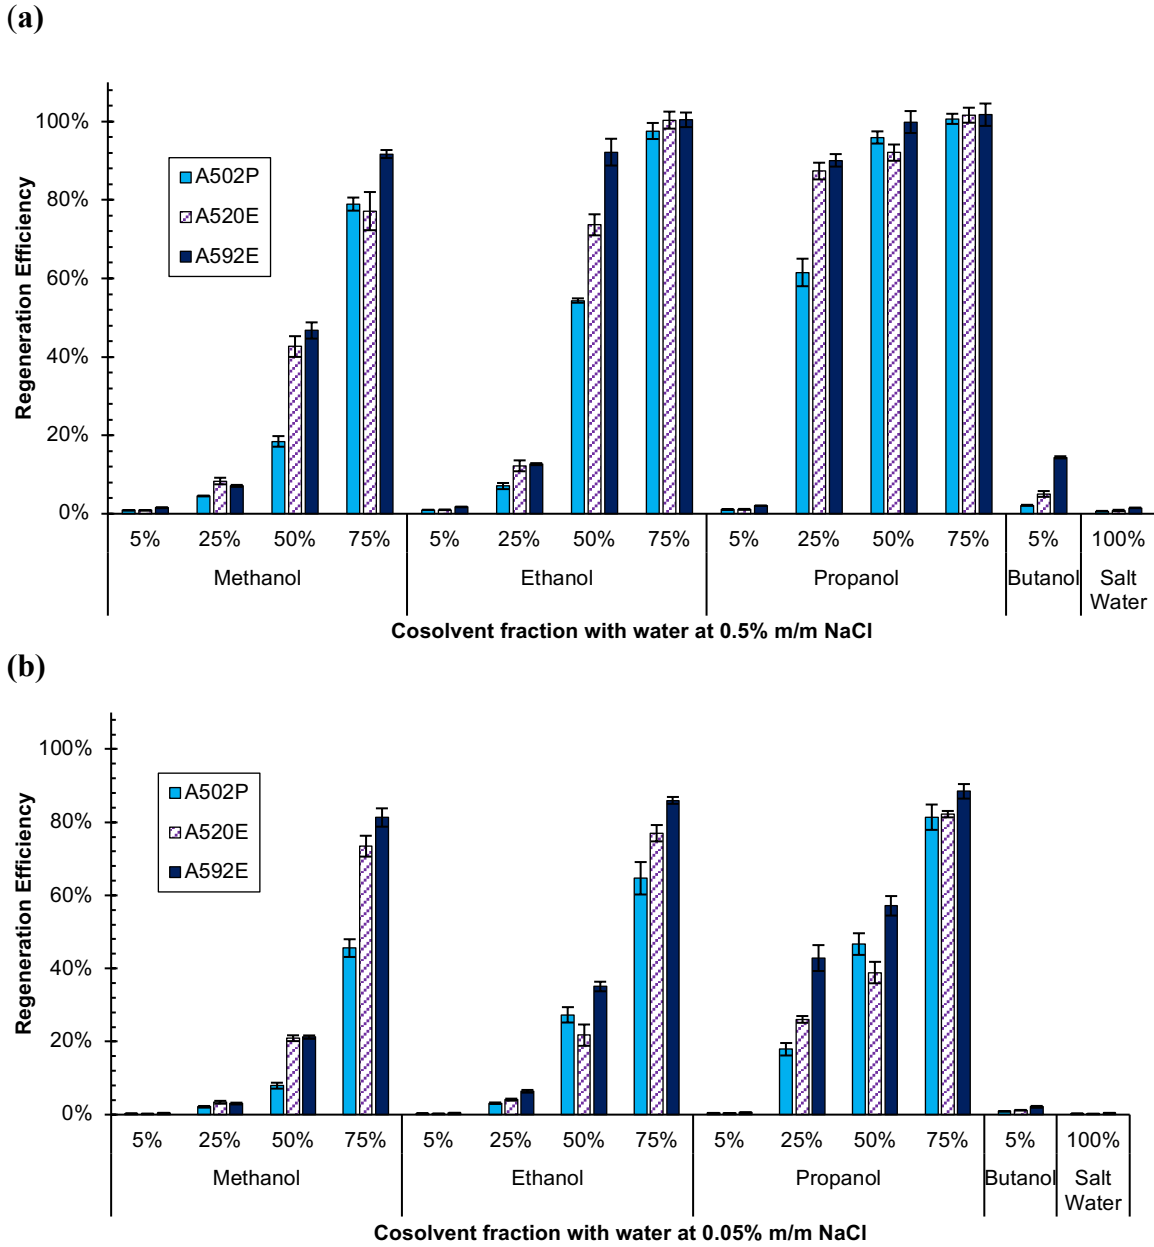 (a)
100%
80%
60%
40%
20%
0%
Regeneration Efficiency
A502P
A520E
A592E
5% 25% 50% 75% 5% 25% 50% 75% 5% 25% 50% 75% 5% 100%
Methanol Ethanol Propanol Butanol Salt
Water
Cosolvent fraction with water at 0.5% m/m NaCl
(b)
100%
80%
60%
40%
20%
0%
Regeneration Efficiency
A502P
A520E
A592E
5% 25% 50% 75% 5% 25% 50% 75% 5% 25% 50% 75% 5% 100%
Methanol Ethanol Propanol Butanol Salt
Water
Cosolvent fraction with water at 0.05% m/m NaCl